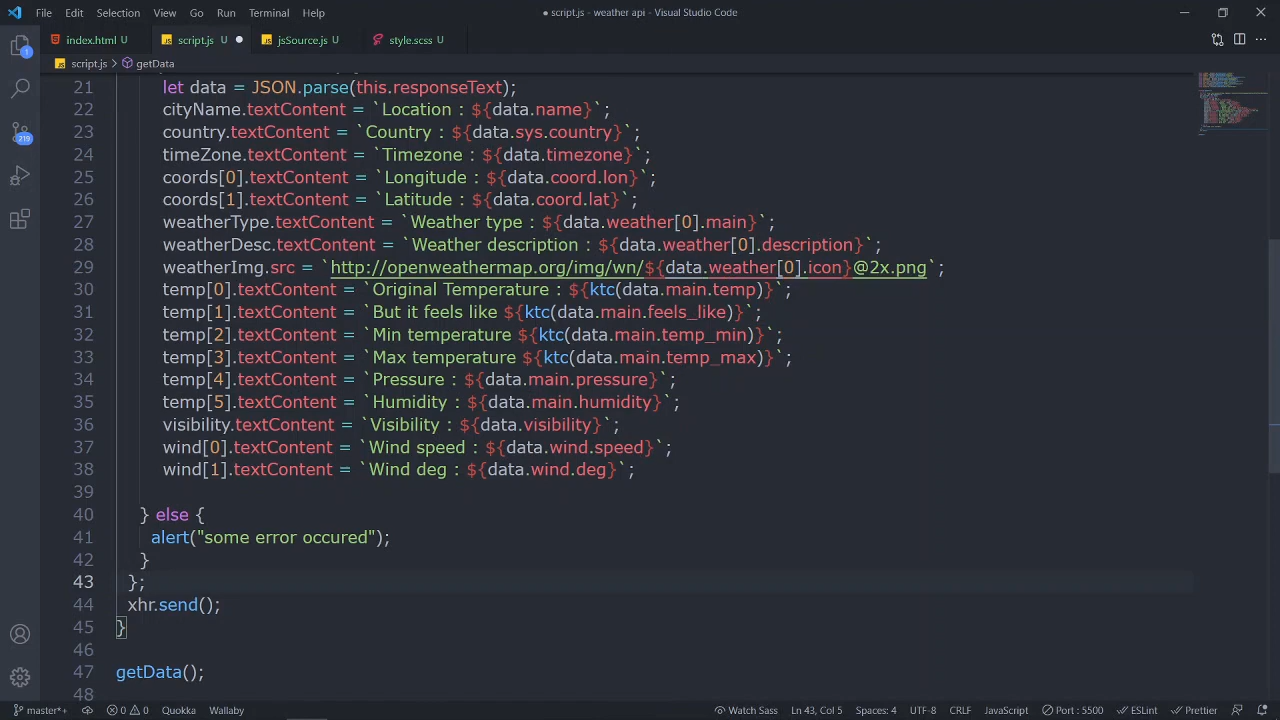 File Edit Selection View Go Run Terminal Help
● script.js - weather api - Visual Studio Code
index.html U JS script.js U ● JS jsSource.js U style.scss U
JS script.js > getData
21 let data = JSON.parse(this.responseText);
22 cityName.textContent = `Location : ${data.name}`;
23 country.textContent = `Country : ${data.sys.country}`;
24 timeZone.textContent = `Timezone : ${data.timezone}`;
25 coords[0].textContent = `Longitude : ${data.coord.lon}`;
26 coords[1].textContent = `Latitude : ${data.coord.lat}`;
27 weatherType.textContent = `Weather type : ${data.weather[0].main}`;
28 weatherDesc.textContent = `Weather description : ${data.weather[0].description}`;
29 weatherImg.src = `http://openweathermap.org/img/wn/${data.weather[0].icon}@2x.png`;
30 temp[0].textContent = `Original Temperature : ${ktc(data.main.temp)}`;
31 temp[1].textContent = `But it feels like ${ktc(data.main.feels_like)}`;
32 temp[2].textContent = `Min temperature ${ktc(data.main.temp_min)}`;
33 temp[3].textContent = `Max temperature ${ktc(data.main.temp_max)}`;
34 temp[4].textContent = `Pressure : ${data.main.pressure}`;
35 temp[5].textContent = `Humidity : ${data.main.humidity}`;
36 visibility.textContent = `Visibility : ${data.visibility}`;
37 wind[0].textContent = `Wind speed : ${data.wind.speed}`;
38 wind[1].textContent = `Wind deg : ${data.wind.deg}`;
39
40 } else {
41 alert("some error occured");
42 }
43 };
44 xhr.send();
45 }
46
47 getData();
48
1
219
master*+ 0 0 Quokka Wallaby Watch Sass Ln 43, Col 5 Spaces: 4 UTF-8 CRLF JavaScript Port : 5500 ESLint Prettier